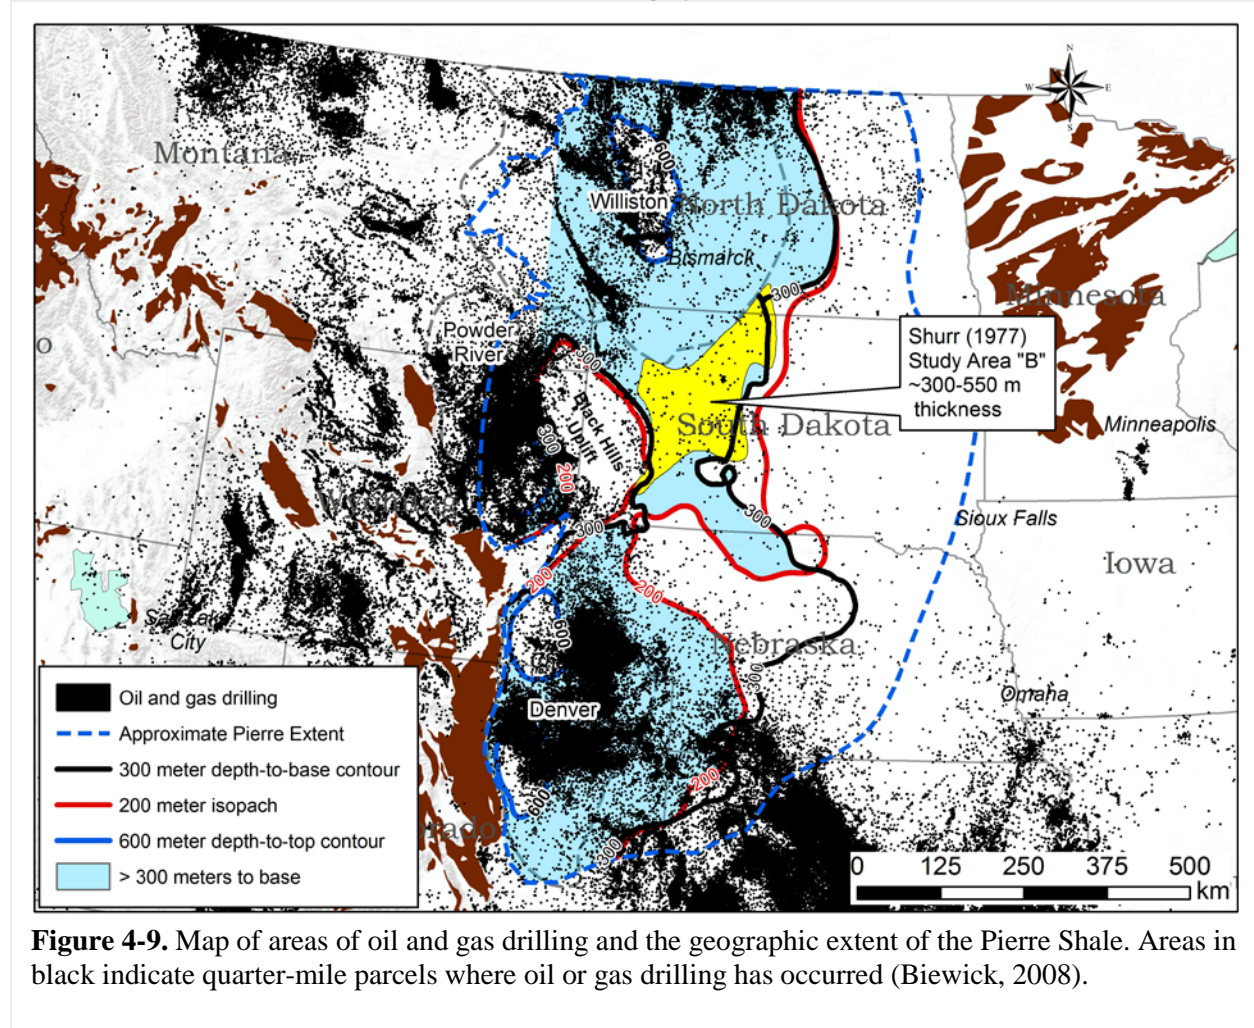 N
W
E
S
Montana
600
Williston
North Dakota
Bismarck
300
Minnesota
o
Powder
River
300
Shurr (1977)
Study Area "B"
~300-550 m
thickness
Black Hills
Uplift
South Dakota
Minneapolis
300
200
300
300
Sioux Falls
200
200
Iowa
600
City
Nebraska
Omaha
Denver
200
600
rado
300
Oil and gas drilling
Approximate Pierre Extent
300 meter depth-to-base contour
200 meter isopach
600 meter depth-to-top contour
> 300 meters to base
0 125 250 375 500
km
Figure 4-9. Map of areas of oil and gas drilling and the geographic extent of the Pierre Shale. Areas in
black indicate quarter-mile parcels where oil or gas drilling has occurred (Biewick, 2008).